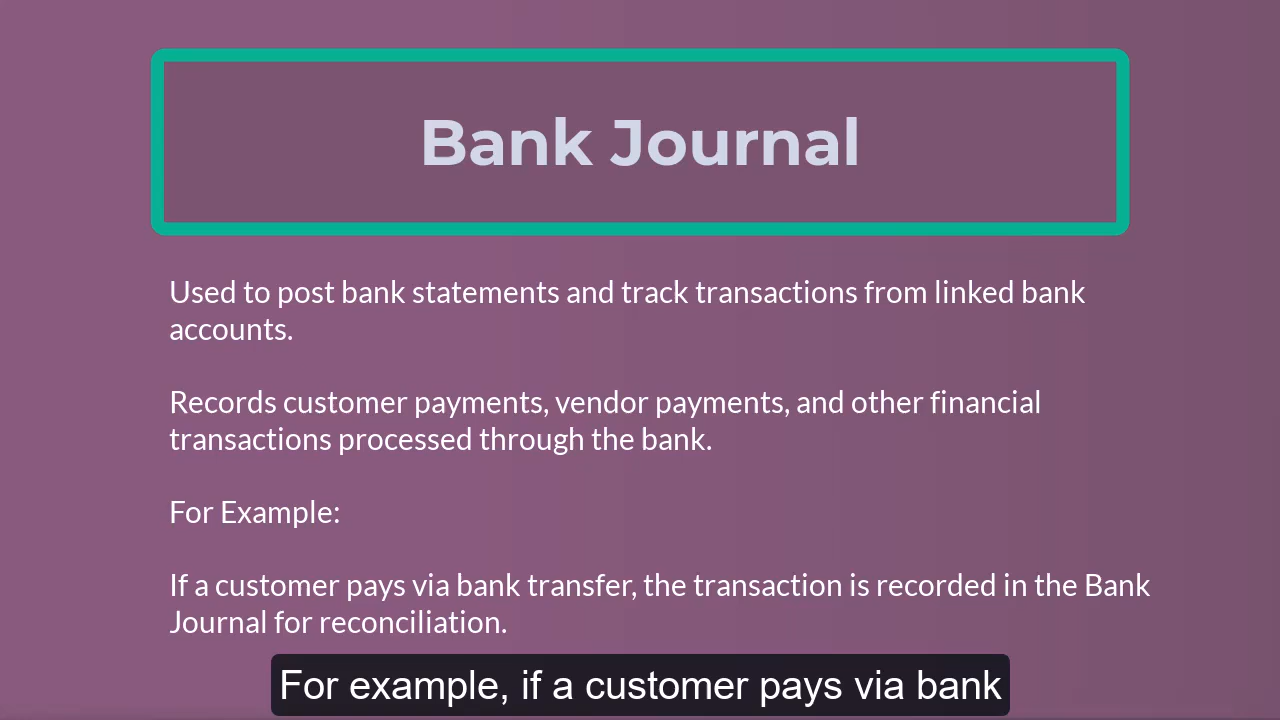 Bank Journal
Used to post bank statements and track transactions from linked bank
accounts.
Records customer payments, vendor payments, and other financial
transactions processed through the bank.
For Example:
If a customer pays via bank transfer, the transaction is recorded in the Bank
Journal for reconciliation.
For example, if a customer pays via bank